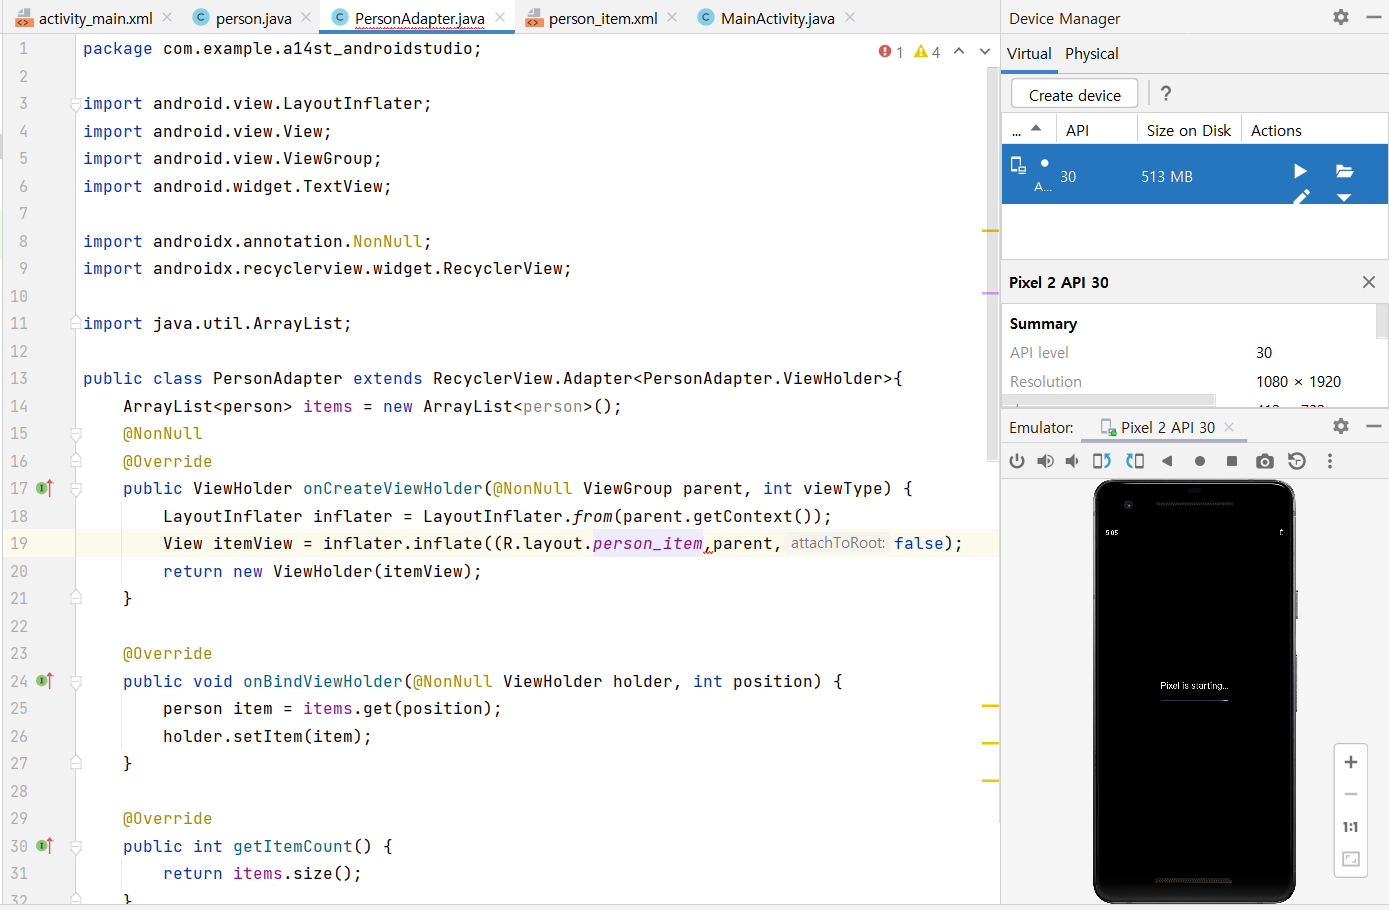 activity_main.xml person.java PersonAdapter.java person_item.xml MainActivity.java
1 package com.example.a14st_androidstudio; 1 4
2
3 import android.view.LayoutInflater;
4 import android.view.View;
5 import android.view.ViewGroup;
6 import android.widget.TextView;
7
8 import androidx.annotation.NonNull;
9 import androidx.recyclerview.widget.RecyclerView;
10
11 import java.util.ArrayList;
12
13 public class PersonAdapter extends RecyclerView.Adapter<PersonAdapter.ViewHolder>{
14 ArrayList<person> items = new ArrayList<person>();
15 @NonNull
16 @Override
17 public ViewHolder onCreateViewHolder(@NonNull ViewGroup parent, int viewType) {
18 LayoutInflater inflater = LayoutInflater.from(parent.getContext());
19 View itemView = inflater.inflate((R.layout.person_item,parent, attachToRoot: false);
20 return new ViewHolder(itemView);
21 }
22
23 @Override
24 public void onBindViewHolder(@NonNull ViewHolder holder, int position) {
25 person item = items.get(position);
26 holder.setItem(item);
27 }
28
29 @Override
30 public int getItemCount() {
31 return items.size();
32 }
Device Manager
Virtual Physical
Create device ?
... API Size on Disk Actions
A... 30 513 MB
Pixel 2 API 30
Summary
API level 30
Resolution 1080 × 1920
Emulator: Pixel 2 API 30
5:05
Pixel is starting...
1:1